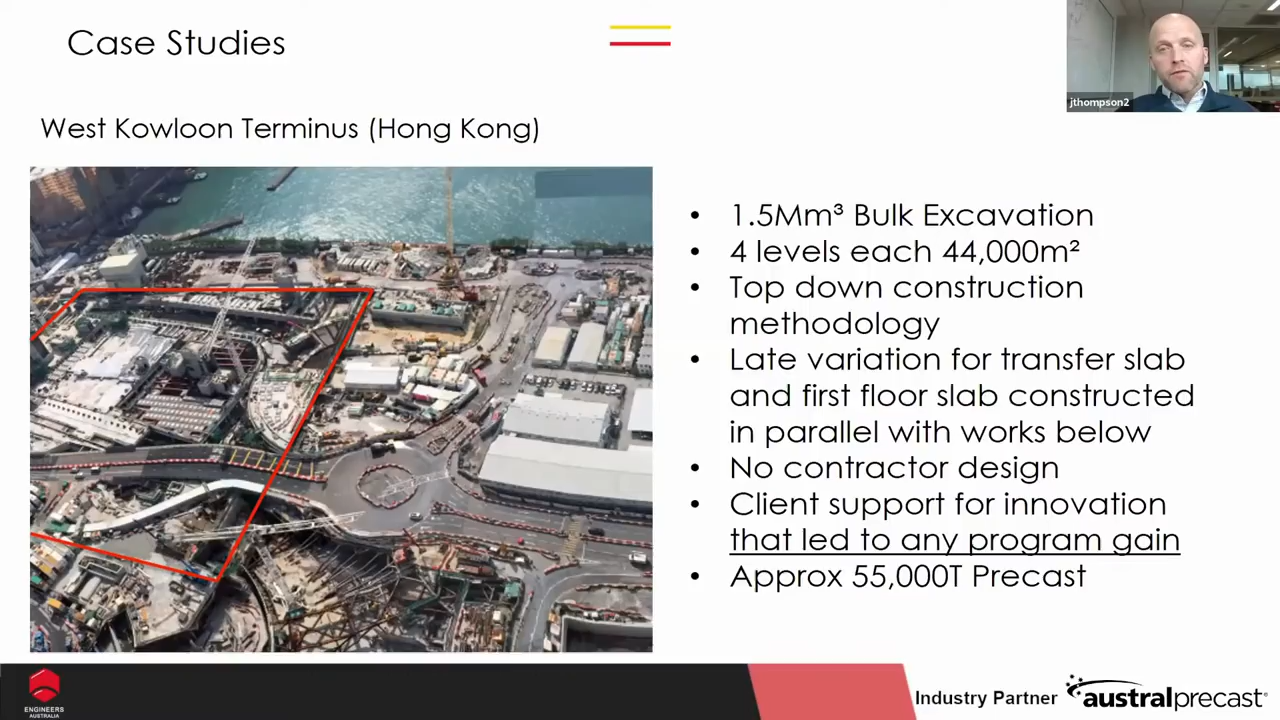 Case Studies
jthompson2
West Kowloon Terminus (Hong Kong)
• 1.5Mm³ Bulk Excavation
• 4 levels each 44,000m²
• Top down construction
methodology
• Late variation for transfer slab
and first floor slab constructed
in parallel with works below
• No contractor design
• Client support for innovation
that led to any program gain
• Approx 55,000T Precast
ENGINEERS
AUSTRALIA
Industry Partner
australprecast®